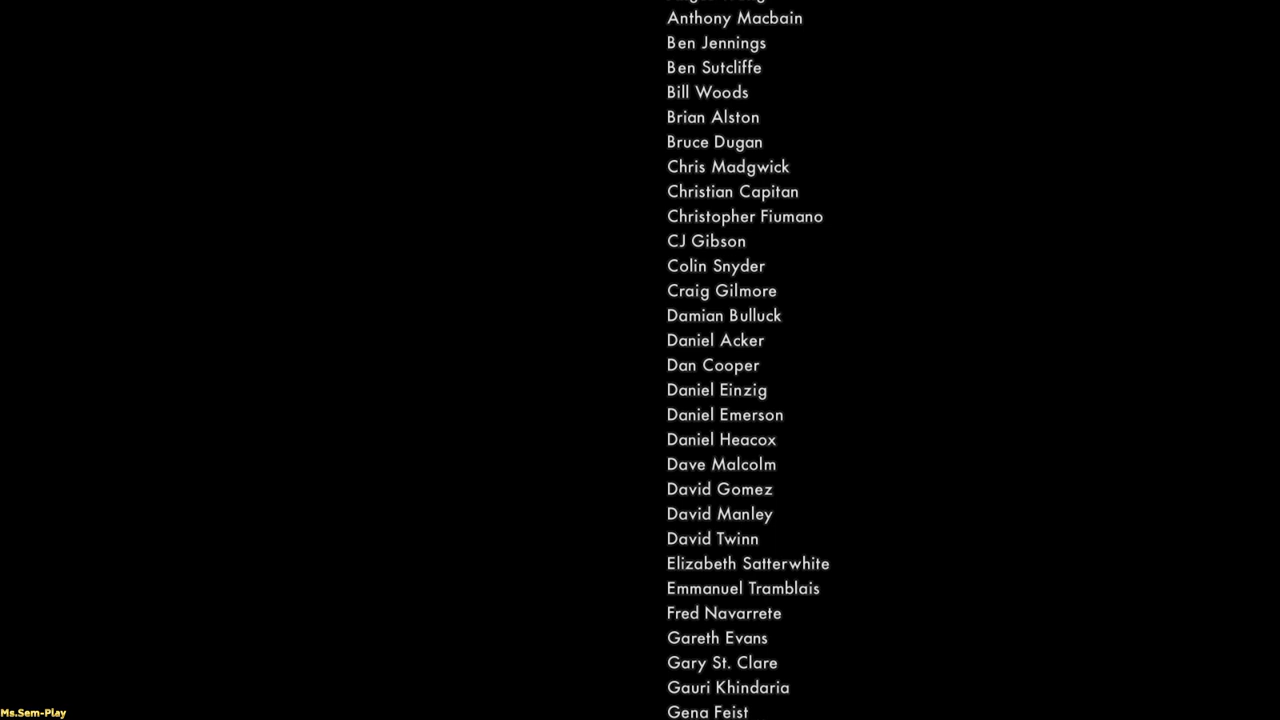 Anthony Macbain
Ben Jennings
Ben Sutcliffe
Bill Woods
Brian Alston
Bruce Dugan
Chris Madgwick
Christian Capitan
Christopher Fiumano
CJ Gibson
Colin Snyder
Craig Gilmore
Damian Bulluck
Daniel Acker
Dan Cooper
Daniel Einzig
Daniel Emerson
Daniel Heacox
Dave Malcolm
David Gomez
David Manley
David Twinn
Elizabeth Satterwhite
Emmanuel Tramblais
Fred Navarrete
Gareth Evans
Gary St. Clare
Gauri Khindaria
Gena Feist
Ms.Sem-Play